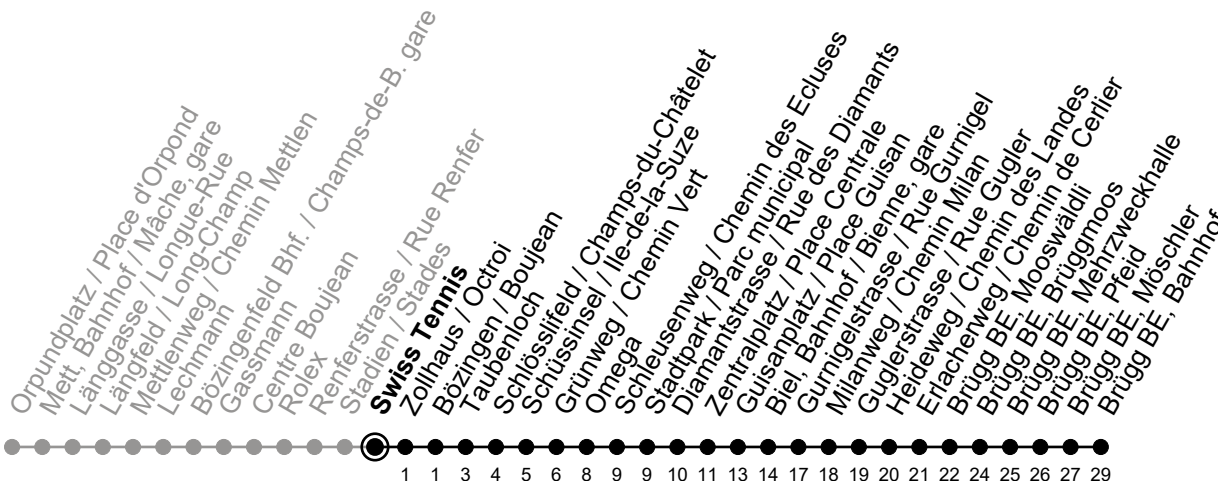 Orpundplatz / Place d'Orpond
Mett, Bahnhof / Mâche, gare
Länggasse / Longue-Rue
Längfeld / Long-Champ
Mettlenweg / Chemin Mettlen
Lechmann
Bözingenfeld Bhf. / Champs-de-B. gare
Gassmann
Centre Boujean
Rolex
Renferstrasse / Rue Renfer
Stadien / Stades
Swiss Tennis
Zollhaus / Octroi
Bözingen / Boujean
Taubenloch
Schlösslifeld / Champs-du-Châtelet
Schüssinsel / Ile-de-la-Suze
Grünweg / Chemin Vert
Omega
Schleusenweg / Chemin des Ecluses
Stadtpark / Parc municipal
Diamantstrasse / Rue des Diamants
Zentralplatz / Place Centrale
Guisanplatz / Place Guisan
Biel, Bahnhof / Bienne, gare
Gurnigelstrasse / Rue Gurnigel
Milanweg / Chemin Milan
Guglerstrasse / Rue Gugler
Heideweg / Chemin des Landes
Erlachenweg / Chemin de Cerlier
Brügg BE, Mooswäldli
Brügg BE, Brüggmoos
Brügg BE, Mehrzweckhalle
Brügg BE, Pfeid
Brügg BE, Möschler
Brügg BE, Bahnhof
1 1 3 4 5 6 8 9 9 10 11 13 14 17 18 19 20 21 22 24 25 26 27 29